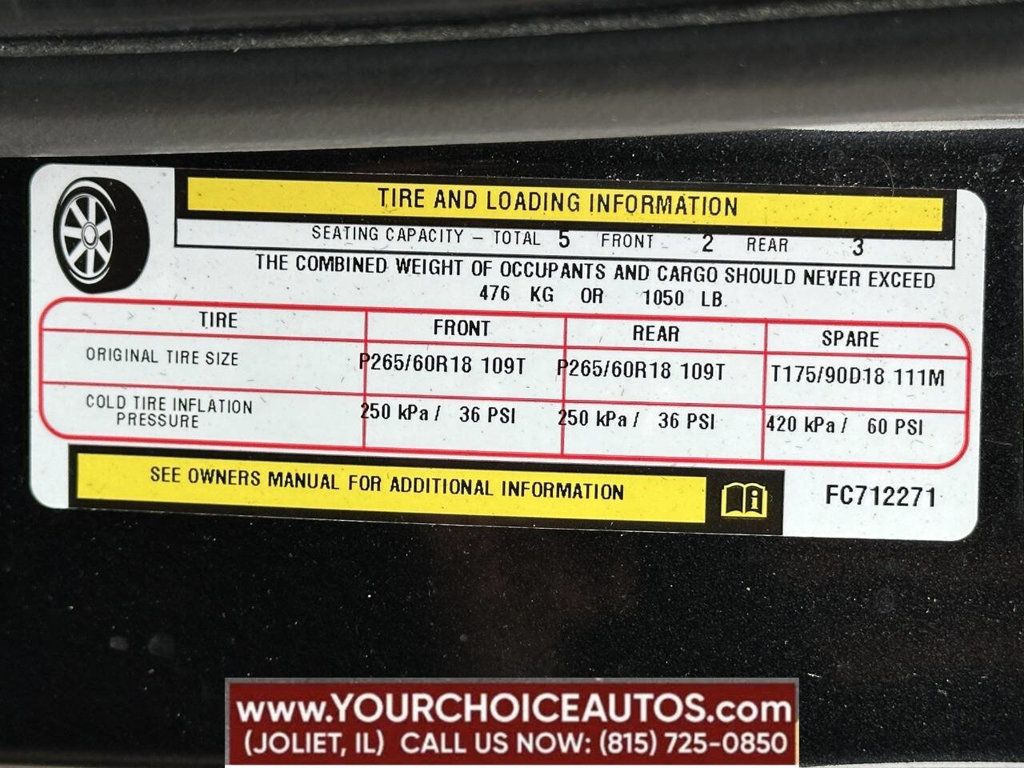 TIRE AND LOADING INFORMATION
SEATING CAPACITY – TOTAL 5 FRONT 2 REAR 3
THE COMBINED WEIGHT OF OCCUPANTS AND CARGO SHOULD NEVER EXCEED
476 KG OR 1050 LB
TIRE FRONT REAR SPARE
ORIGINAL TIRE SIZE P265/60R18 109T P265/60R18 109T T175/90D18 111M
COLD TIRE INFLATION
PRESSURE 250 kPa / 36 PSI 250 kPa / 36 PSI 420 kPa / 60 PSI
SEE OWNERS MANUAL FOR ADDITIONAL INFORMATION
FC712271
www.YOURCHOICEAUTOS.com
(JOLIET, IL) CALL US NOW: (815) 725-0850